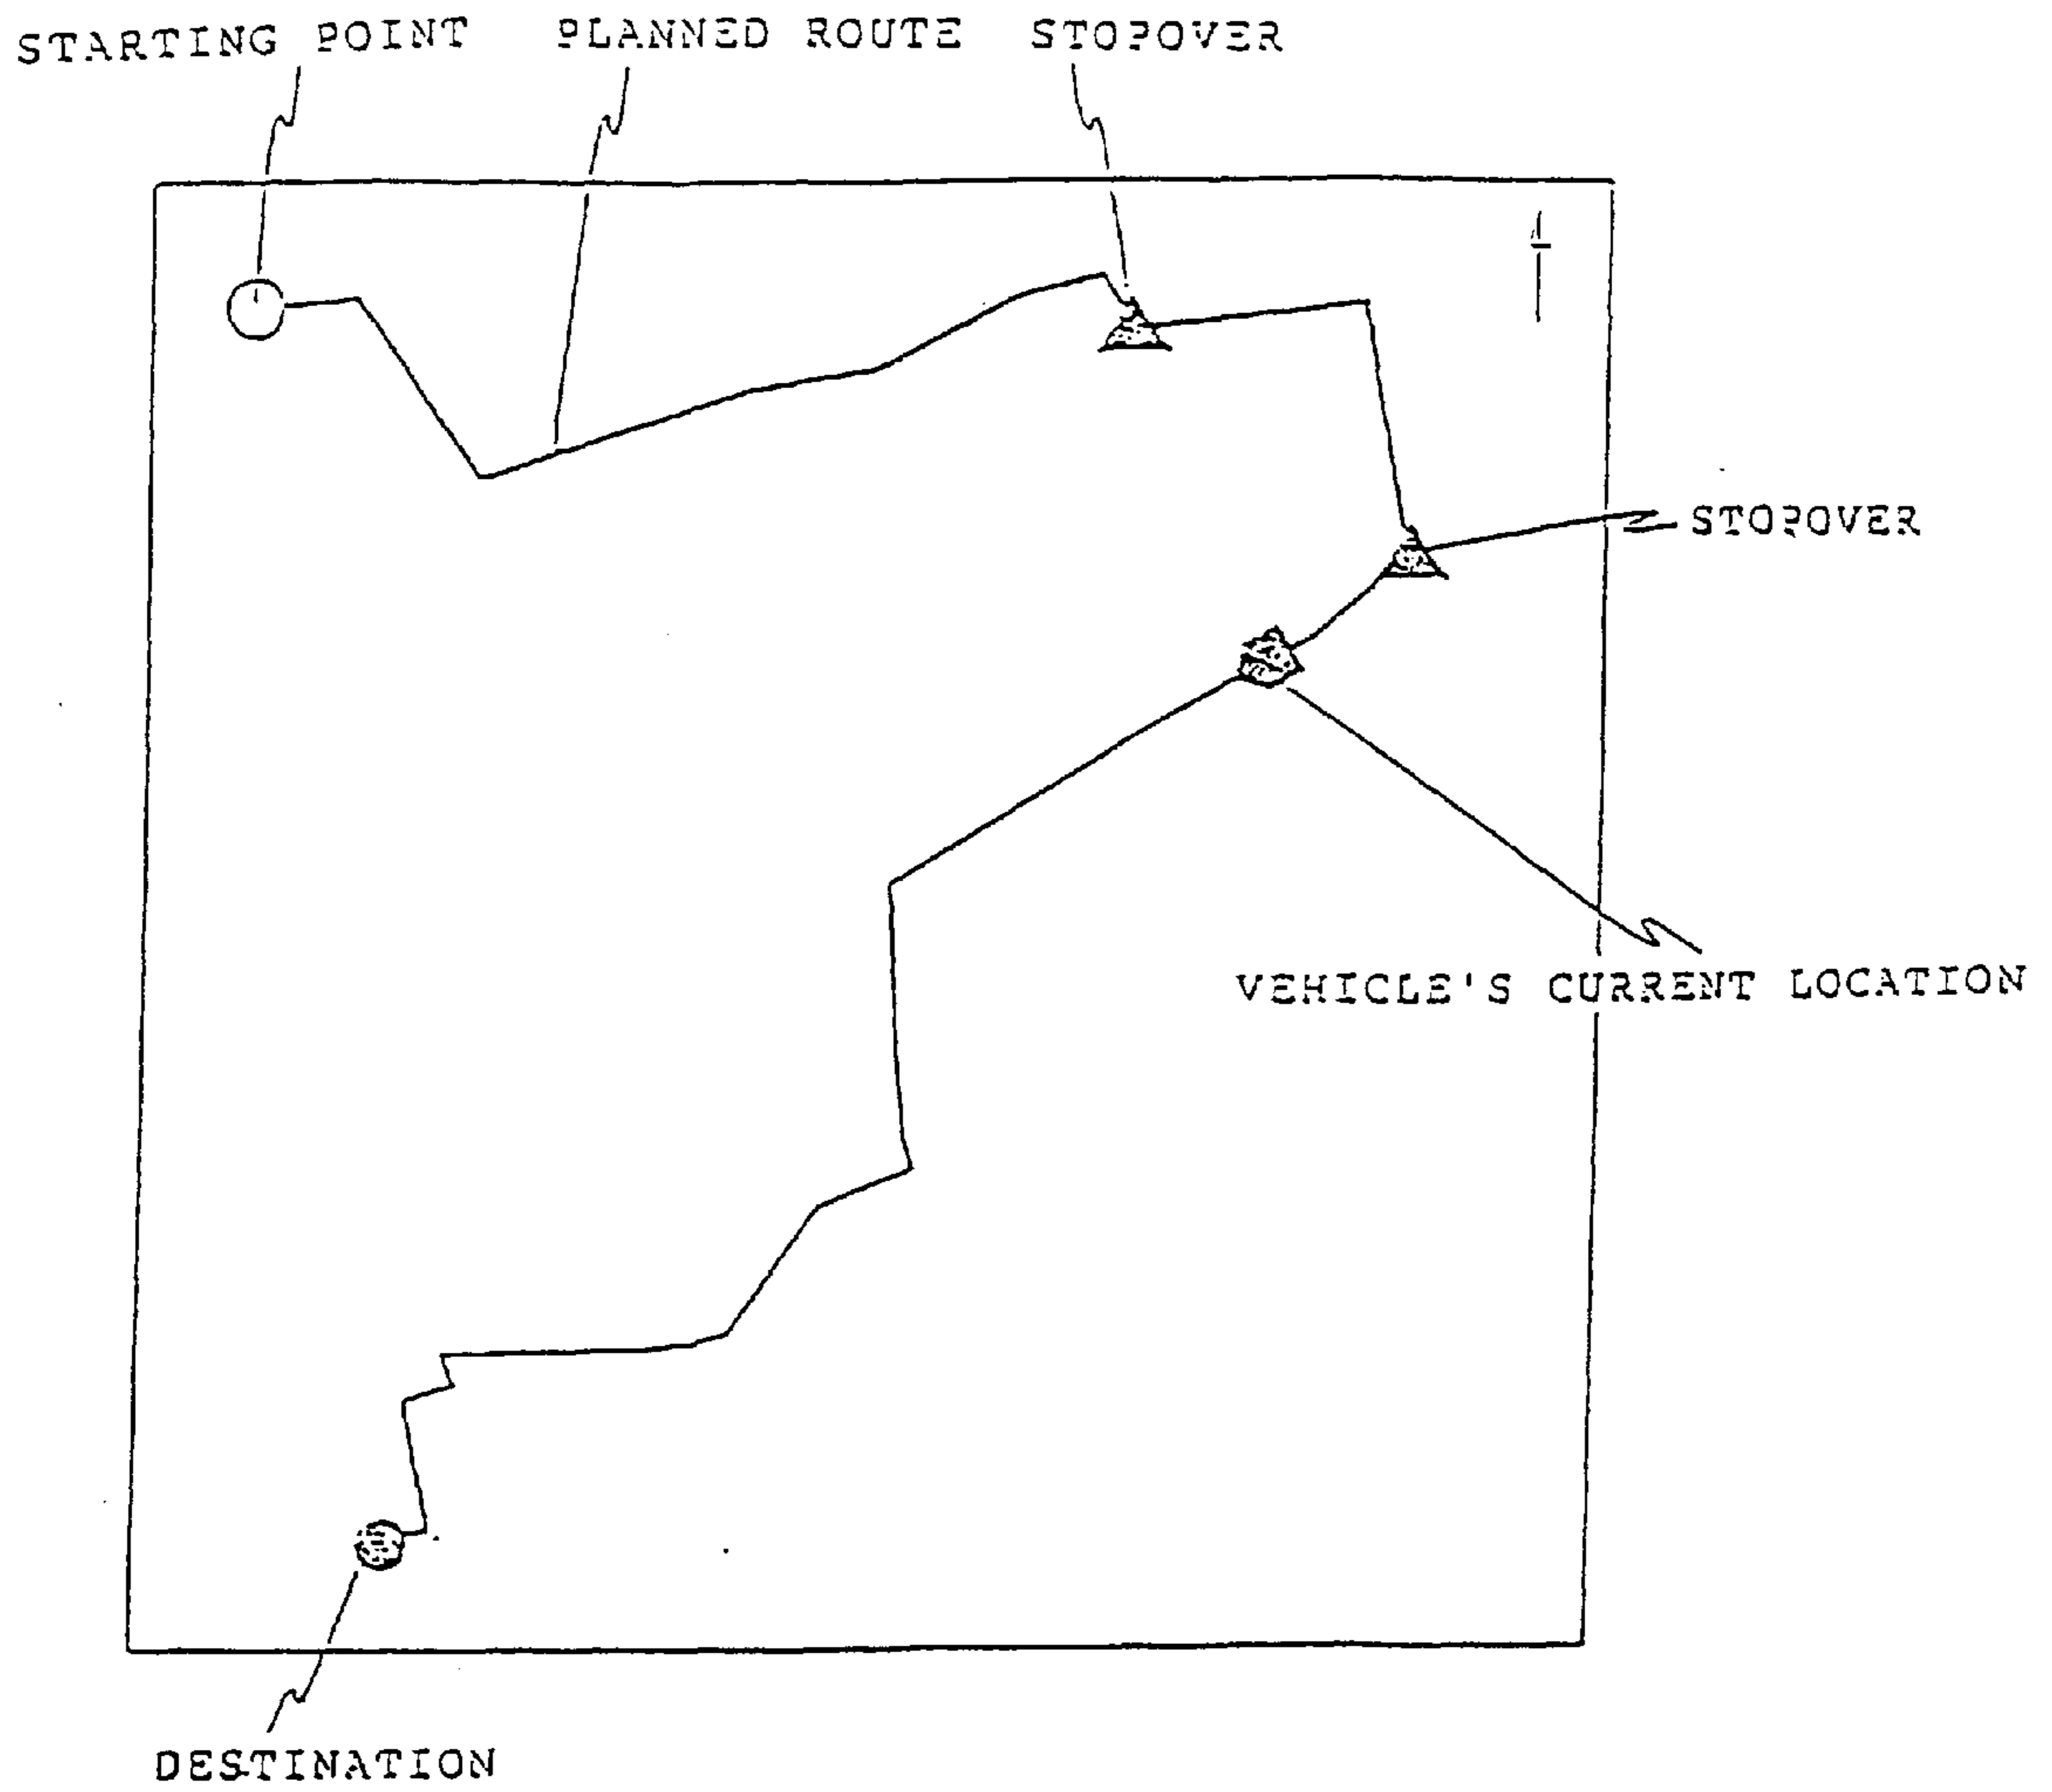 STARTING POINT PLANNED ROUTE STOPOVER
STOPOVER
VEHICLE'S CURRENT LOCATION
DESTINATION